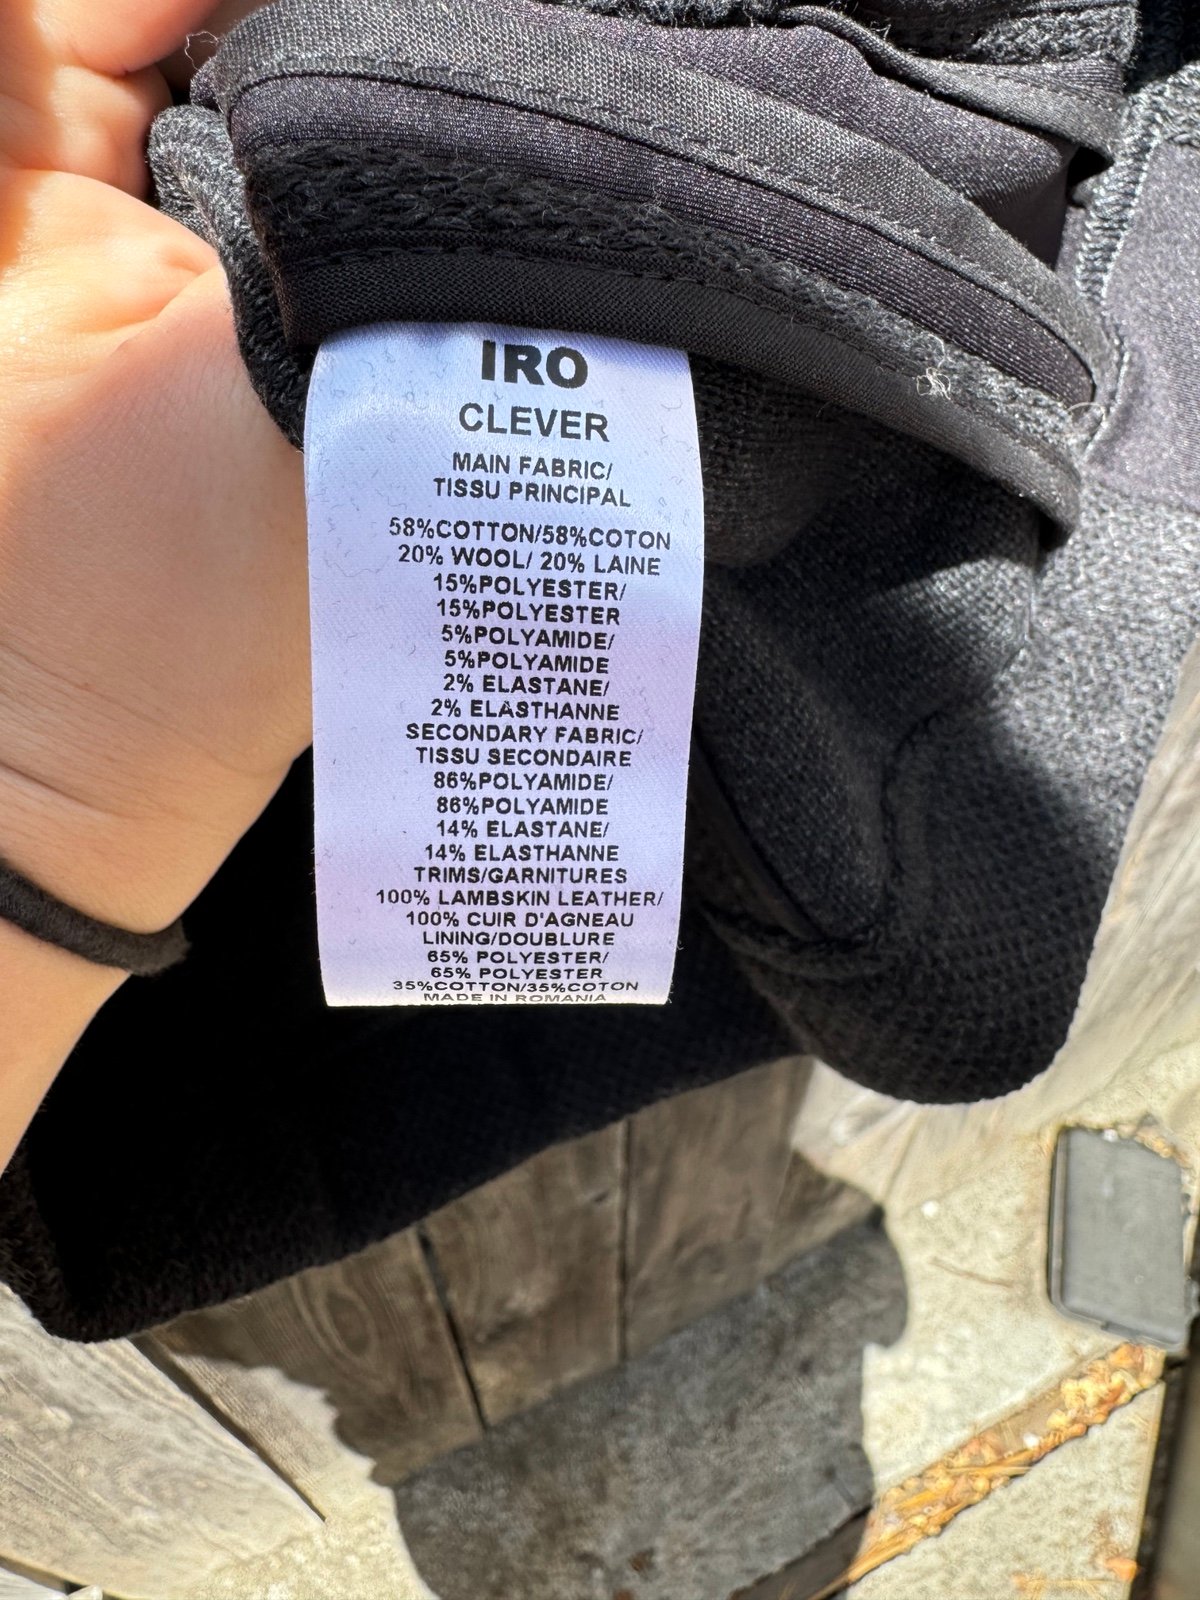 IRO
CLEVER
MAIN FABRIC/
TISSU PRINCIPAL
58%COTTON/58%COTON
20% WOOL/ 20% LAINE
15%POLYESTER/
15%POLYESTER
5%POLYAMIDE/
5%POLYAMIDE
2% ELASTANE/
2% ELASTHANNE
SECONDARY FABRIC/
TISSU SECONDAIRE
86%POLYAMIDE/
86%POLYAMIDE
14% ELASTANE/
14% ELASTHANNE
TRIMS/GARNITURES
100% LAMBSKIN LEATHER/
100% CUIR D'AGNEAU
LINING/DOUBLURE
65% POLYESTER/
65% POLYESTER
35%COTTON/35%COTON
MADE IN ROMANIA